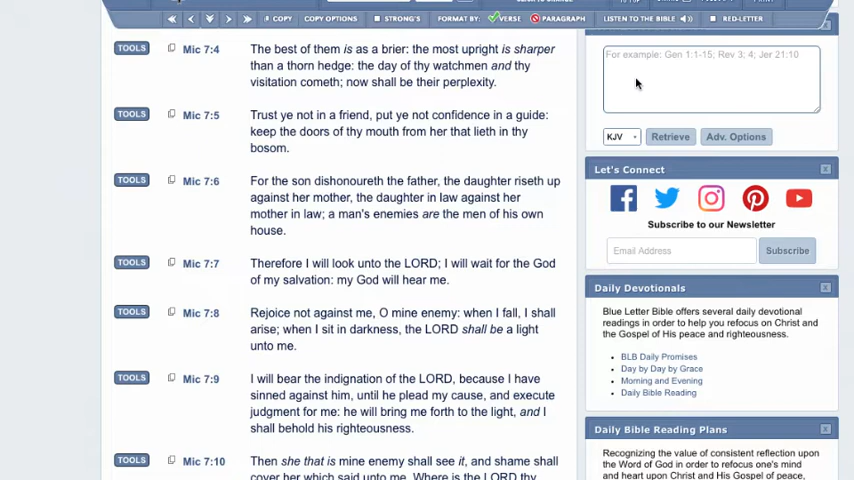 COPY COPY OPTIONS STRONG'S FORMAT BY: VERSE PARAGRAPH LISTEN TO THE BIBLE RED-LETTER
TOOLS Mic 7:4 The best of them is as a brier: the most upright is sharper
than a thorn hedge: the day of thy watchmen and thy
visitation cometh; now shall be their perplexity.
TOOLS Mic 7:5 Trust ye not in a friend, put ye not confidence in a guide:
keep the doors of thy mouth from her that lieth in thy
bosom.
TOOLS Mic 7:6 For the son dishonoureth the father, the daughter riseth up
against her mother, the daughter in law against her
mother in law; a man's enemies are the men of his own
house.
TOOLS Mic 7:7 Therefore I will look unto the LORD; I will wait for the God
of my salvation: my God will hear me.
TOOLS Mic 7:8 Rejoice not against me, O mine enemy: when I fall, I shall
arise; when I sit in darkness, the LORD shall be a light
unto me.
TOOLS Mic 7:9 I will bear the indignation of the LORD, because I have
sinned against him, until he plead my cause, and execute
judgment for me: he will bring me forth to the light, and I
shall behold his righteousness.
TOOLS Mic 7:10 Then she that is mine enemy shall see it, and shame shall
cover her which said unto me, Where is the LORD thy
For example: Gen 1:1-15; Rev 3; 4; Jer 21:10
KJV Retrieve Adv. Options
Let's Connect
Subscribe to our Newsletter
Email Address Subscribe
Daily Devotionals
Blue Letter Bible offers several daily devotional
readings in order to help you refocus on Christ and
the Gospel of His peace and righteousness.
BLB Daily Promises
Day by Day by Grace
Morning and Evening
Daily Bible Reading
Daily Bible Reading Plans
Recognizing the value of consistent reflection upon
the Word of God in order to refocus one's mind
and heart upon Christ and His Gospel of peace, we